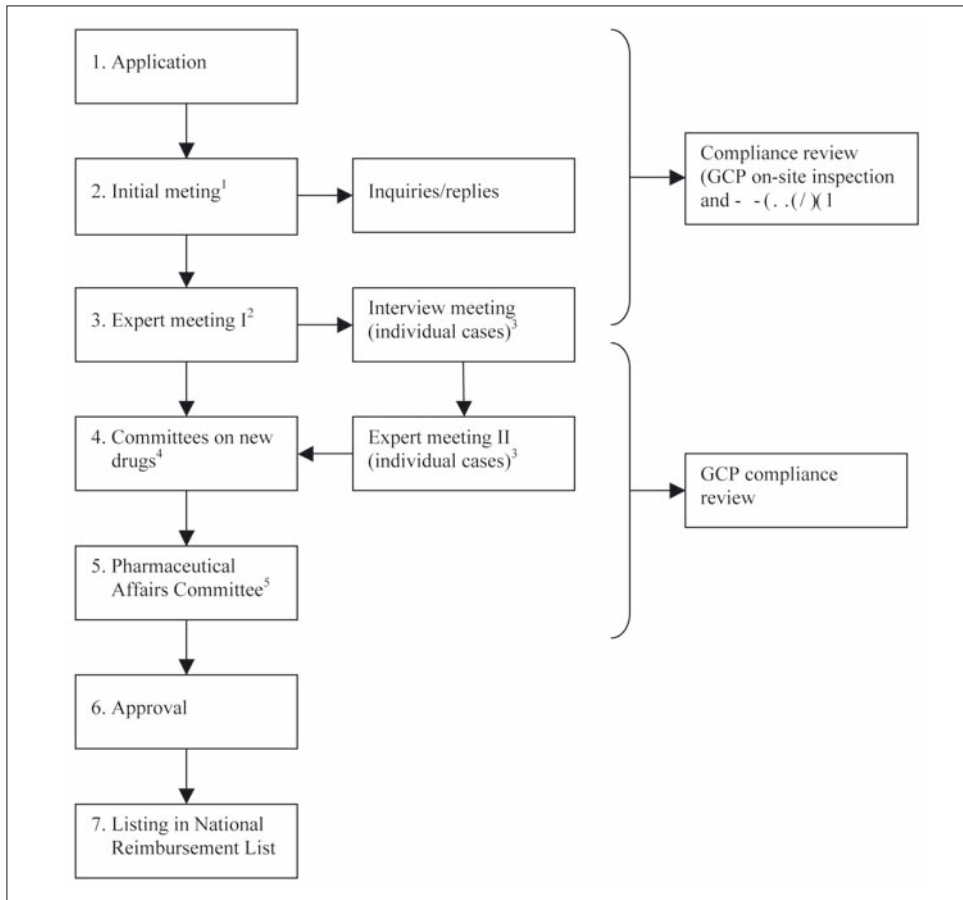 1. Application
2. Initial meting¹
Inquiries/replies
3. Expert meeting I²
Interview meeting
(individual cases)³
4. Committees on new
drugs⁴
Expert meeting II
(individual cases)³
5. Pharmaceutical
Affairs Committee⁵
6. Approval
7. Listing in National
Reimbursement List
Compliance review
(GCP on-site inspection
and
GCP compliance
review